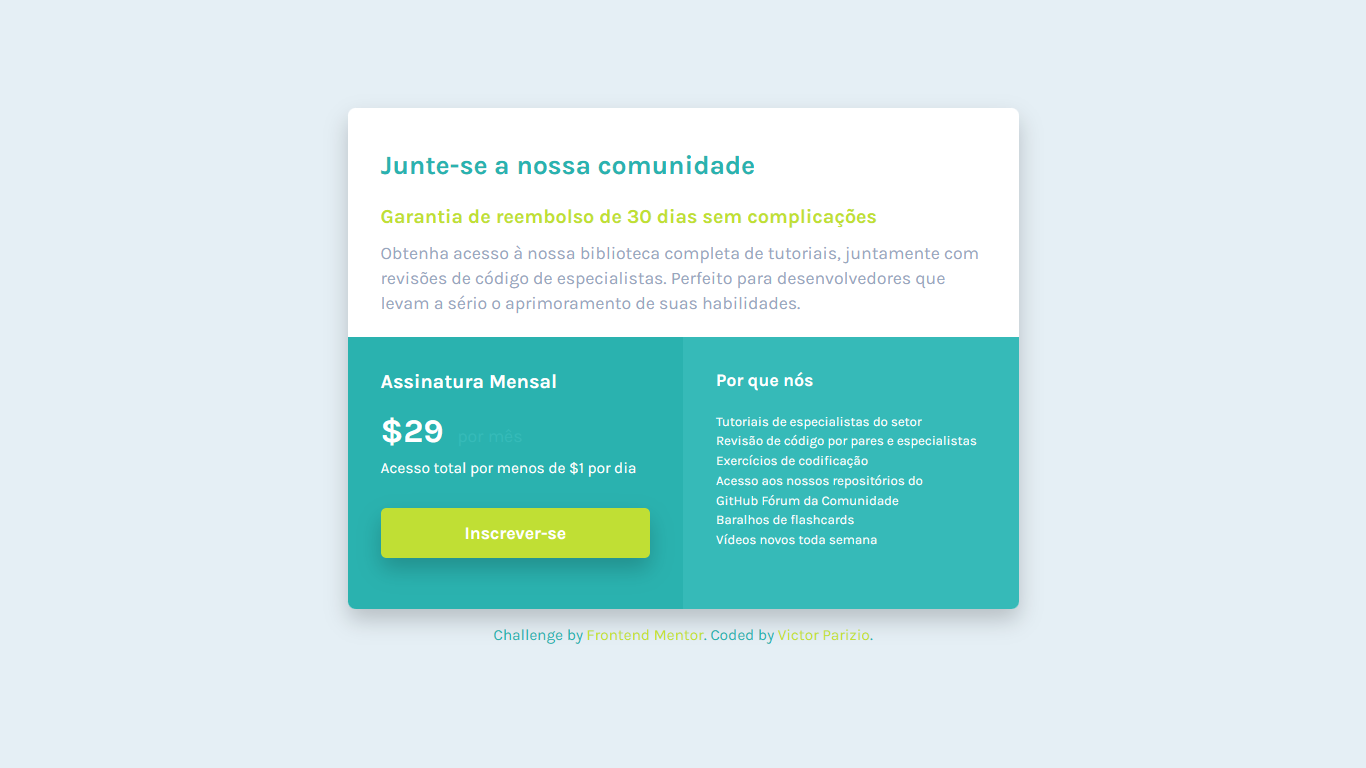 Junte-se a nossa comunidade
Garantia de reembolso de 30 dias sem complicações
Obtenha acesso à nossa biblioteca completa de tutoriais, juntamente com
revisões de código de especialistas. Perfeito para desenvolvedores que
levam a sério o aprimoramento de suas habilidades.
Assinatura Mensal
$29 por mês
Acesso total por menos de $1 por dia
Inscrever-se
Por que nós
Tutoriais de especialistas do setor
Revisão de código por pares e especialistas
Exercícios de codificação
Acesso aos nossos repositórios do
GitHub Fórum da Comunidade
Baralhos de flashcards
Vídeos novos toda semana
Challenge by Frontend Mentor. Coded by Victor Parizio.